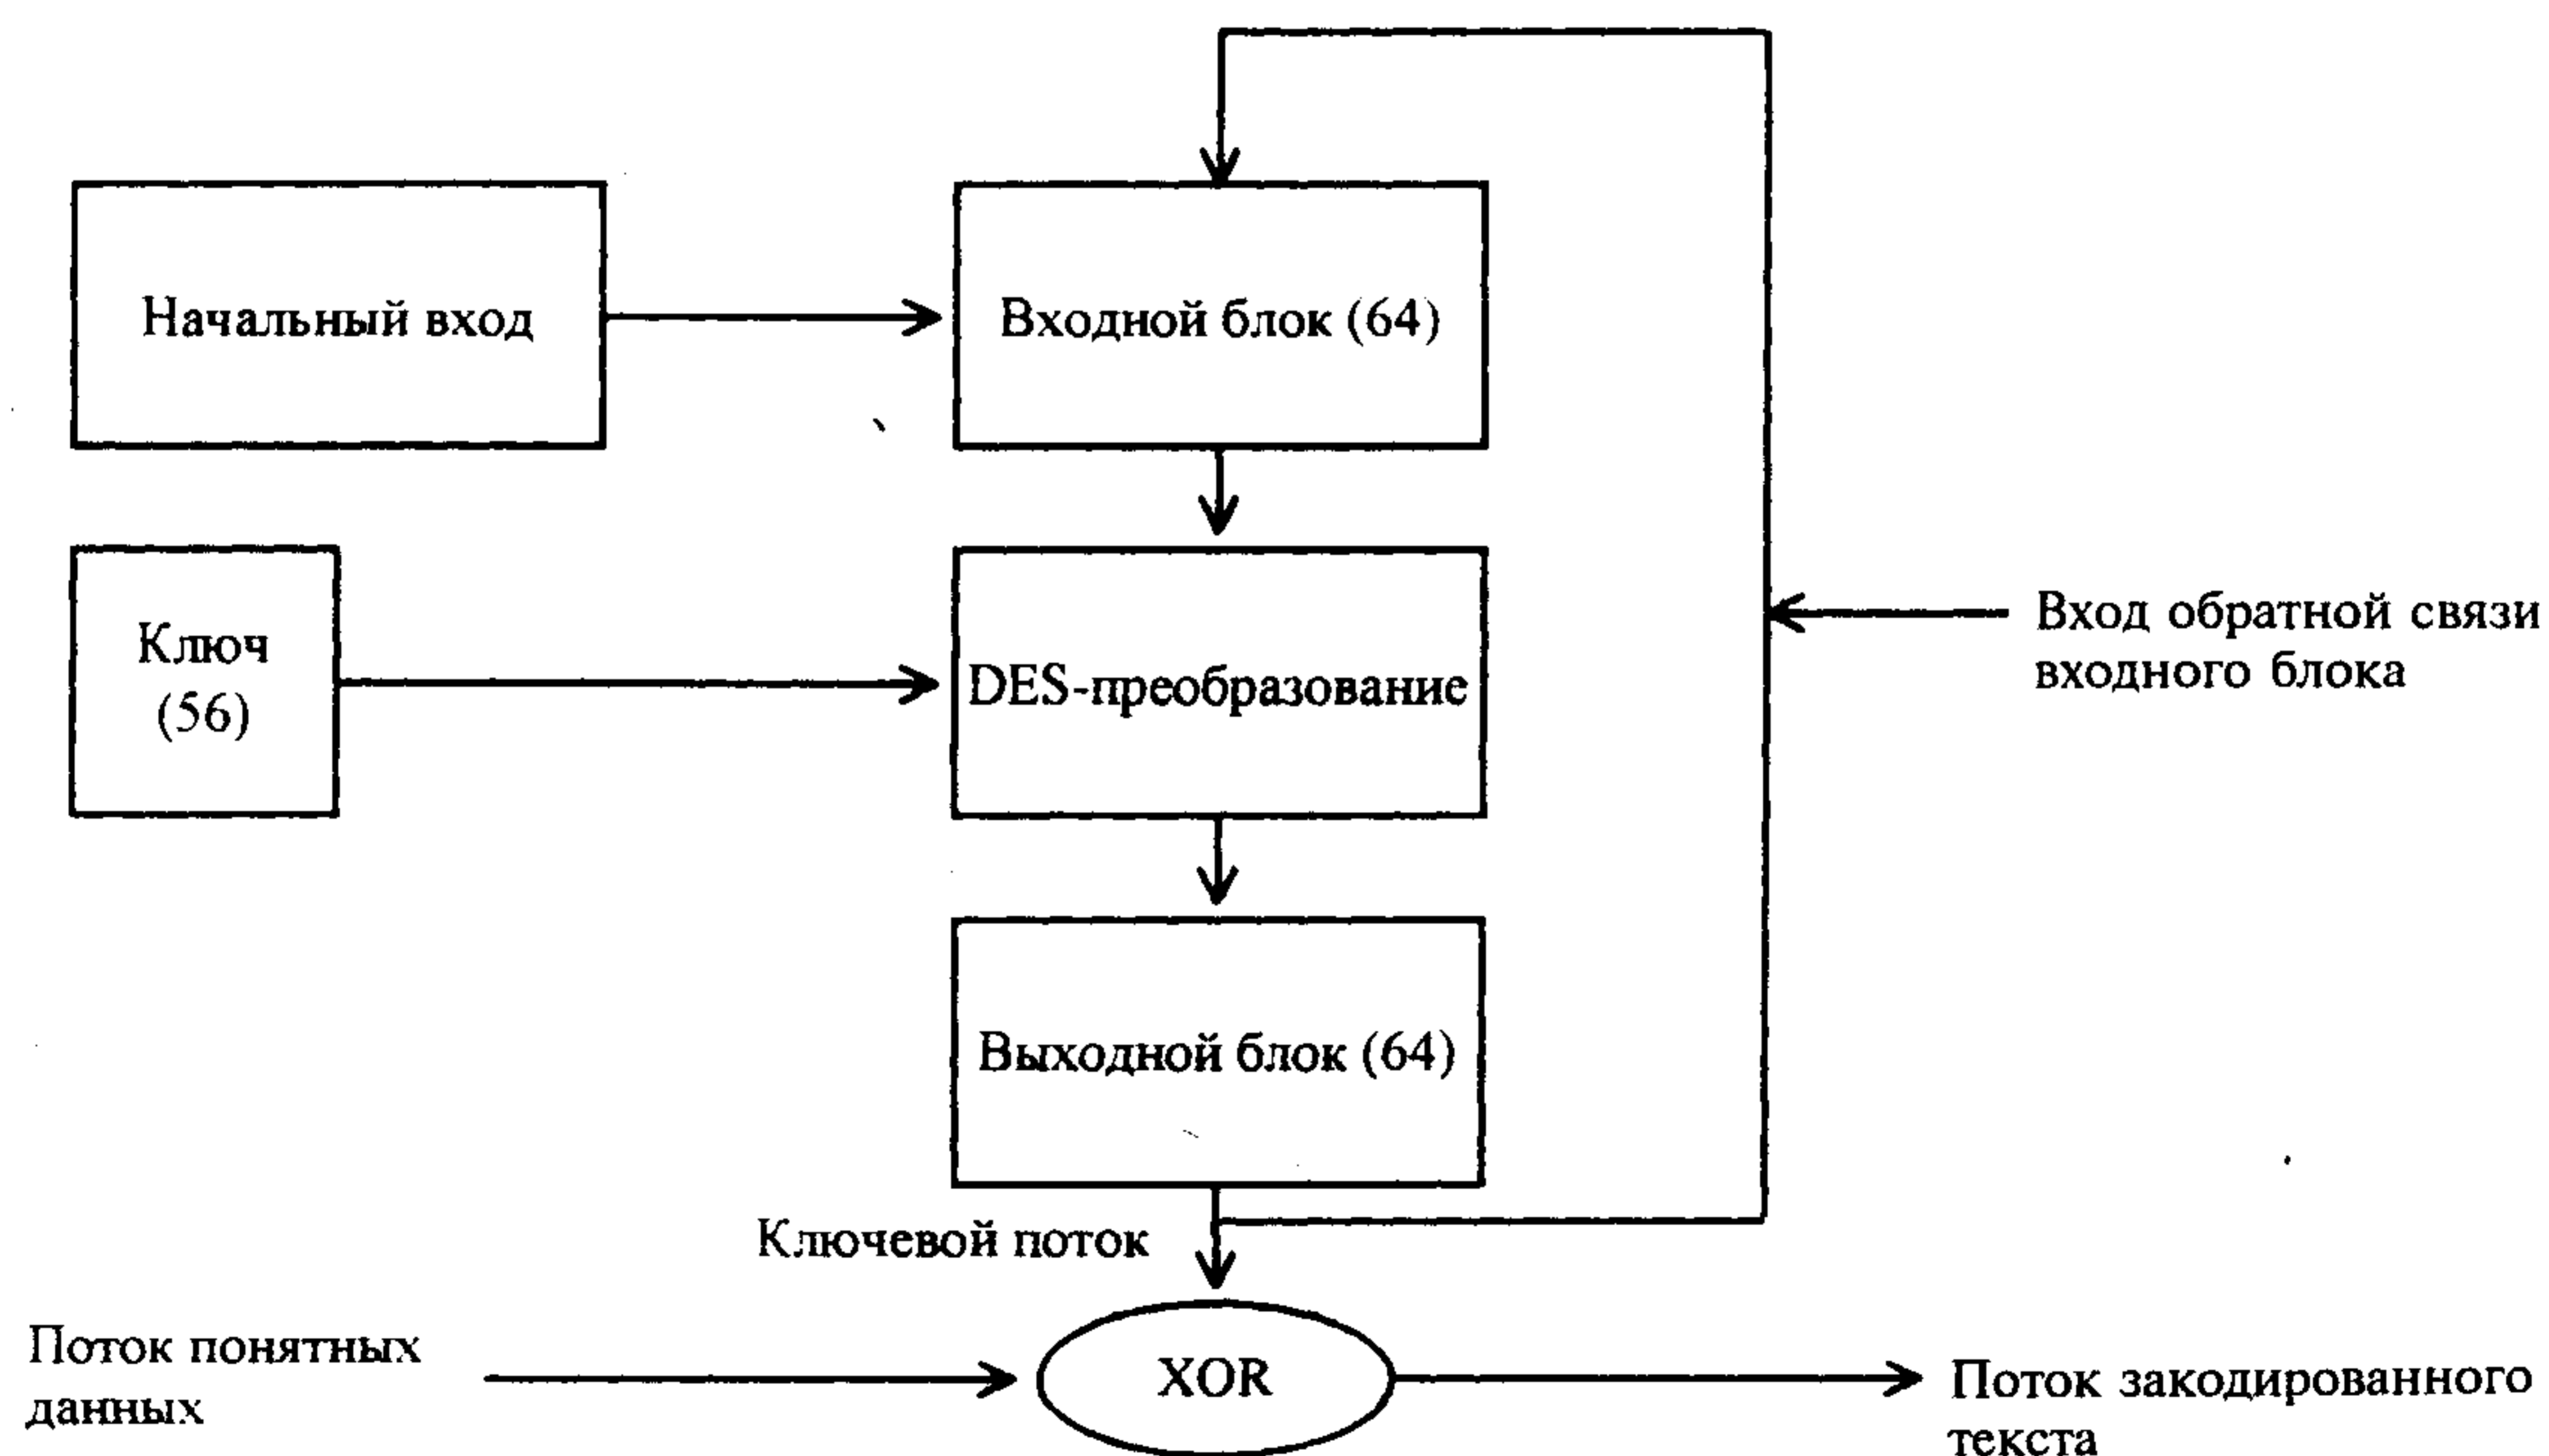 Начальный вход
Входной блок (64)
Ключ
(56)
DES-преобразование
Вход обратной связи
входного блока
Выходной блок (64)
Ключевой поток
Поток понятных
данных
XOR
Поток закодированного
текста